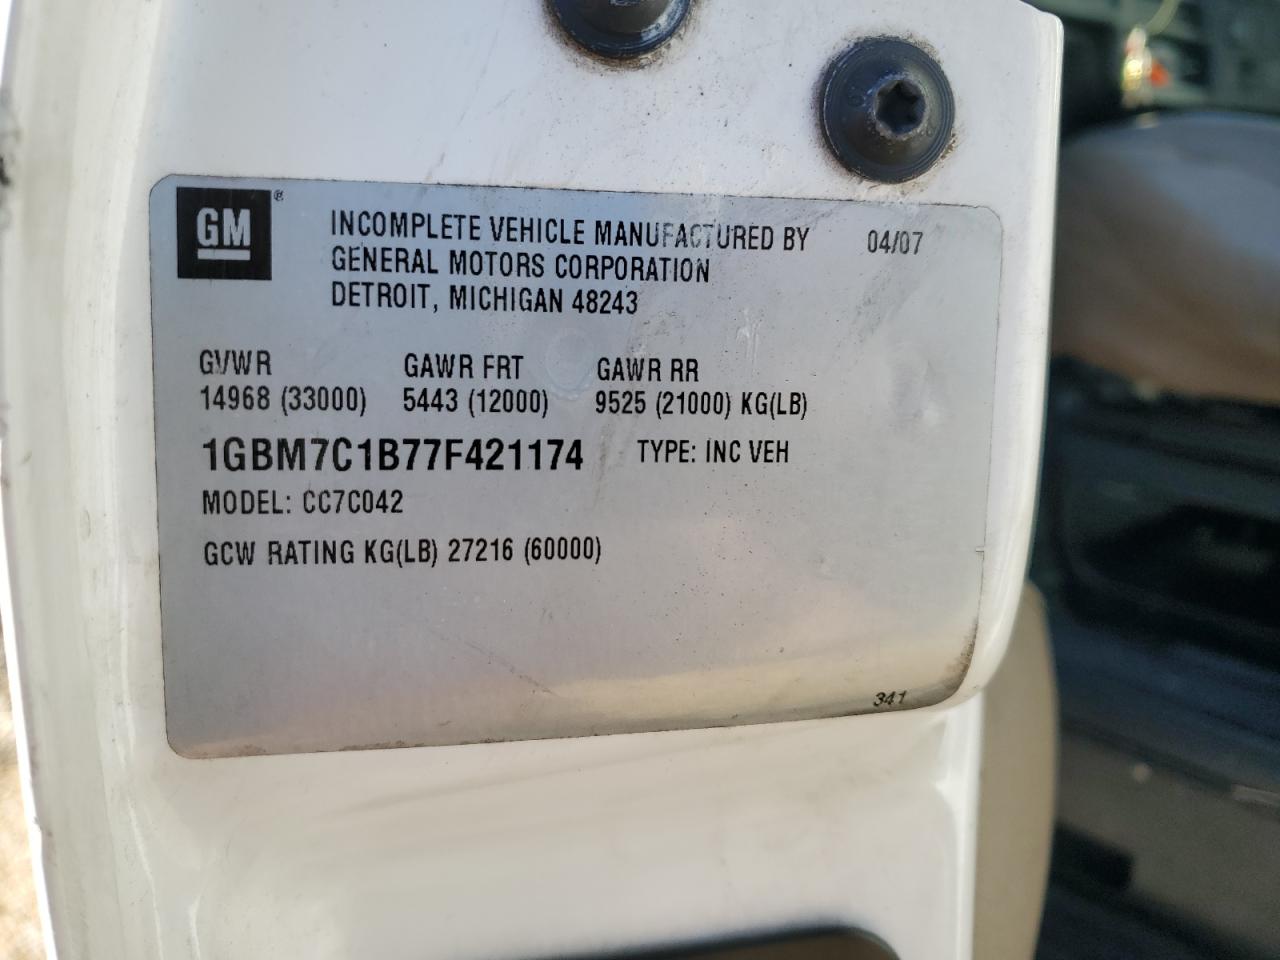 GM ® INCOMPLETE VEHICLE MANUFACTURED BY 04/07
GENERAL MOTORS CORPORATION
DETROIT, MICHIGAN 48243
GVWR GAWR FRT GAWR RR
14968 (33000) 5443 (12000) 9525 (21000) KG(LB)
1GBM7C1B77F421174 TYPE: INC VEH
MODEL: CC7C042
GCW RATING KG(LB) 27216 (60000)
341